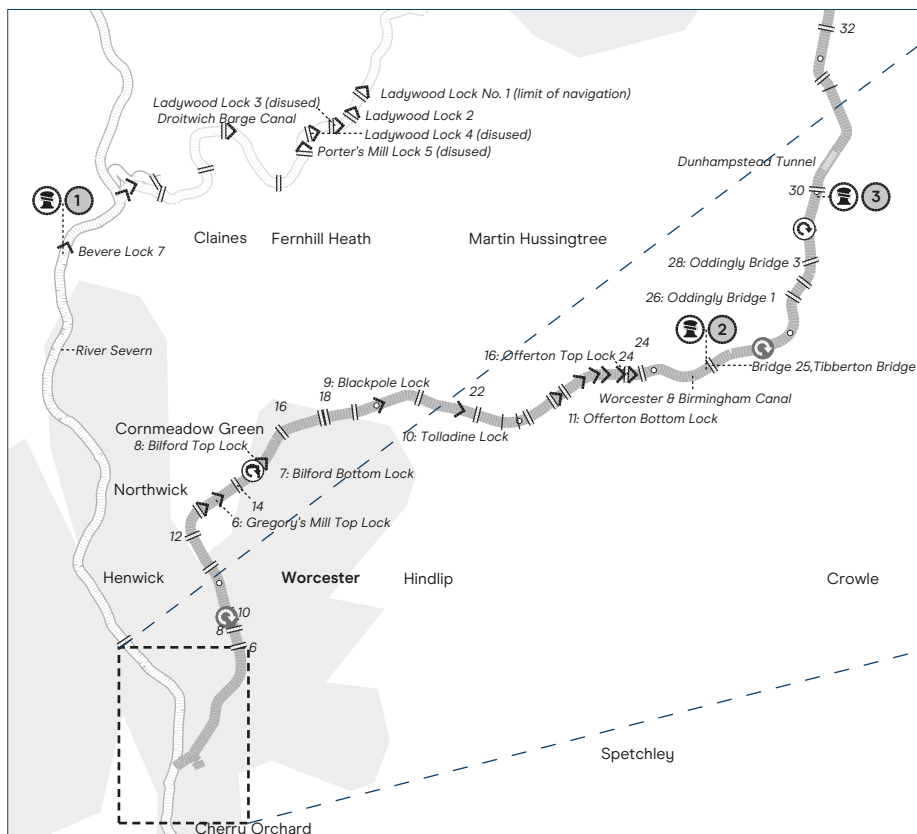 32
Ladywood Lock No. 1 (limit of navigation)
Ladywood Lock 3 (disused)
Droitwich Barge Canal
Ladywood Lock 2
Ladywood Lock 4 (disused)
Porter's Mill Lock 5 (disused)
Dunhampstead Tunnel
30
3
1
Claines
Fernhill Heath
Martin Hussingtree
Bevere Lock 7
28: Oddingly Bridge 3
26: Oddingly Bridge 1
2
River Severn
16: Offerton Top Lock
24
24
Bridge 25,Tibberton Bridge
9: Blackpole Lock
22
Worcester & Birmingham Canal
18
16
11: Offerton Bottom Lock
Cornmeadow Green
10: Tolladine Lock
8: Bilford Top Lock
7: Bilford Bottom Lock
Northwick
14
6: Gregory's Mill Top Lock
12
Henwick
Worcester
Hindlip
Crowle
10
8
6
Spetchley
Cherry Orchard